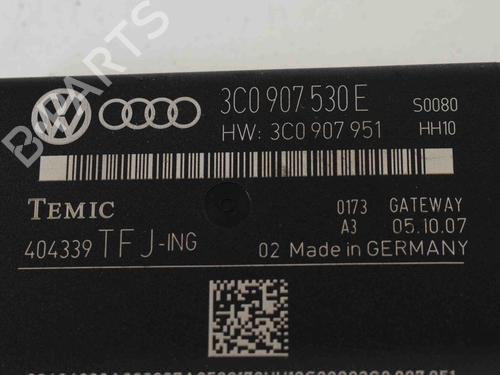 3C0 907 530 E S0080
HW: 3C0 907 951 HH10
TEMIC 0173 GATEWAY
A3 05.10.07
404339 TFJ-ING 02 Made in GERMANY
B PARTS